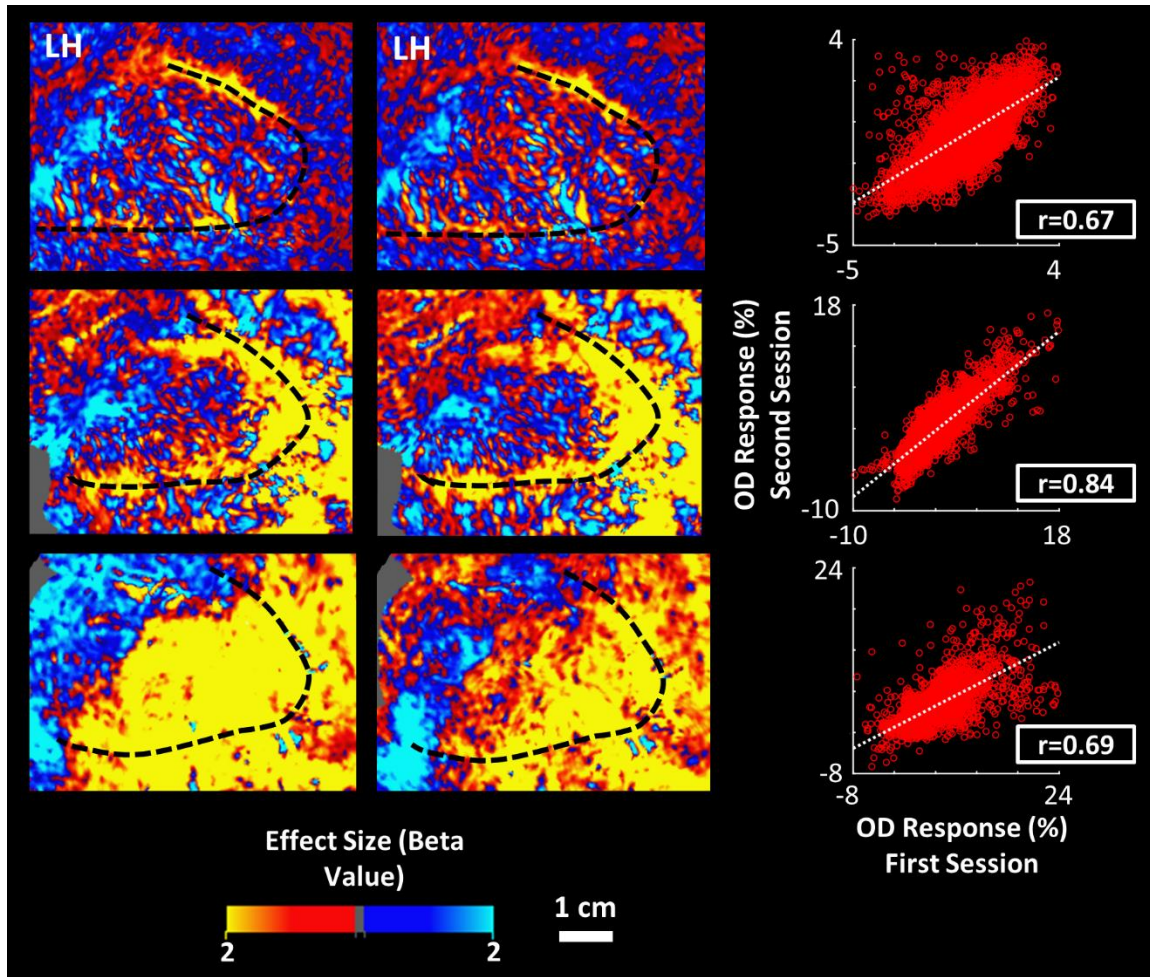 LH
LH
4
-5
-5
4
r=0.67
OD Response (%)
Second Session
18
-10
-10
18
r=0.84
24
-8
-8
24
r=0.69
OD Response (%)
First Session
Effect Size (Beta
Value)
2
2
1 cm